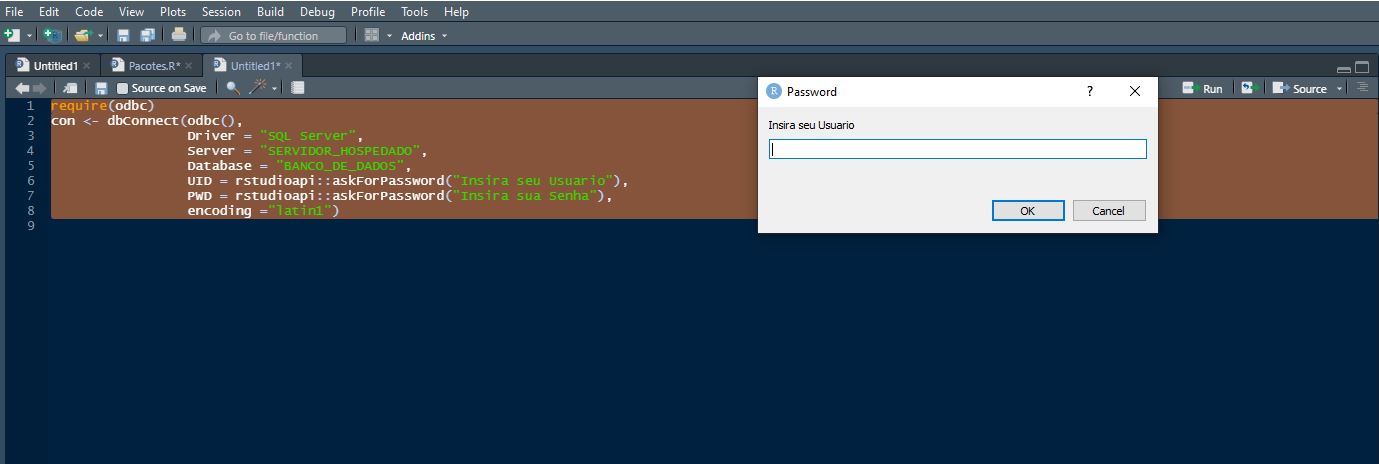 File Edit Code View Plots Session Build Debug Profile Tools Help
Go to file/function Addins
Untitled1 Pacotes.R* Untitled1*
Source on Save Run Source
1 require(odbc)
2 con <- dbConnect(odbc(),
3 Driver = "SQL Server",
4 Server = "SERVIDOR_HOSPEDADO",
5 Database = "BANCO_DE_DADOS",
6 UID = rstudioapi::askForPassword("Insira seu Usuario"),
7 PWD = rstudioapi::askForPassword("Insira sua Senha"),
8 encoding ="latin1")
9
R Password ?
Insira seu Usuario
OK Cancel